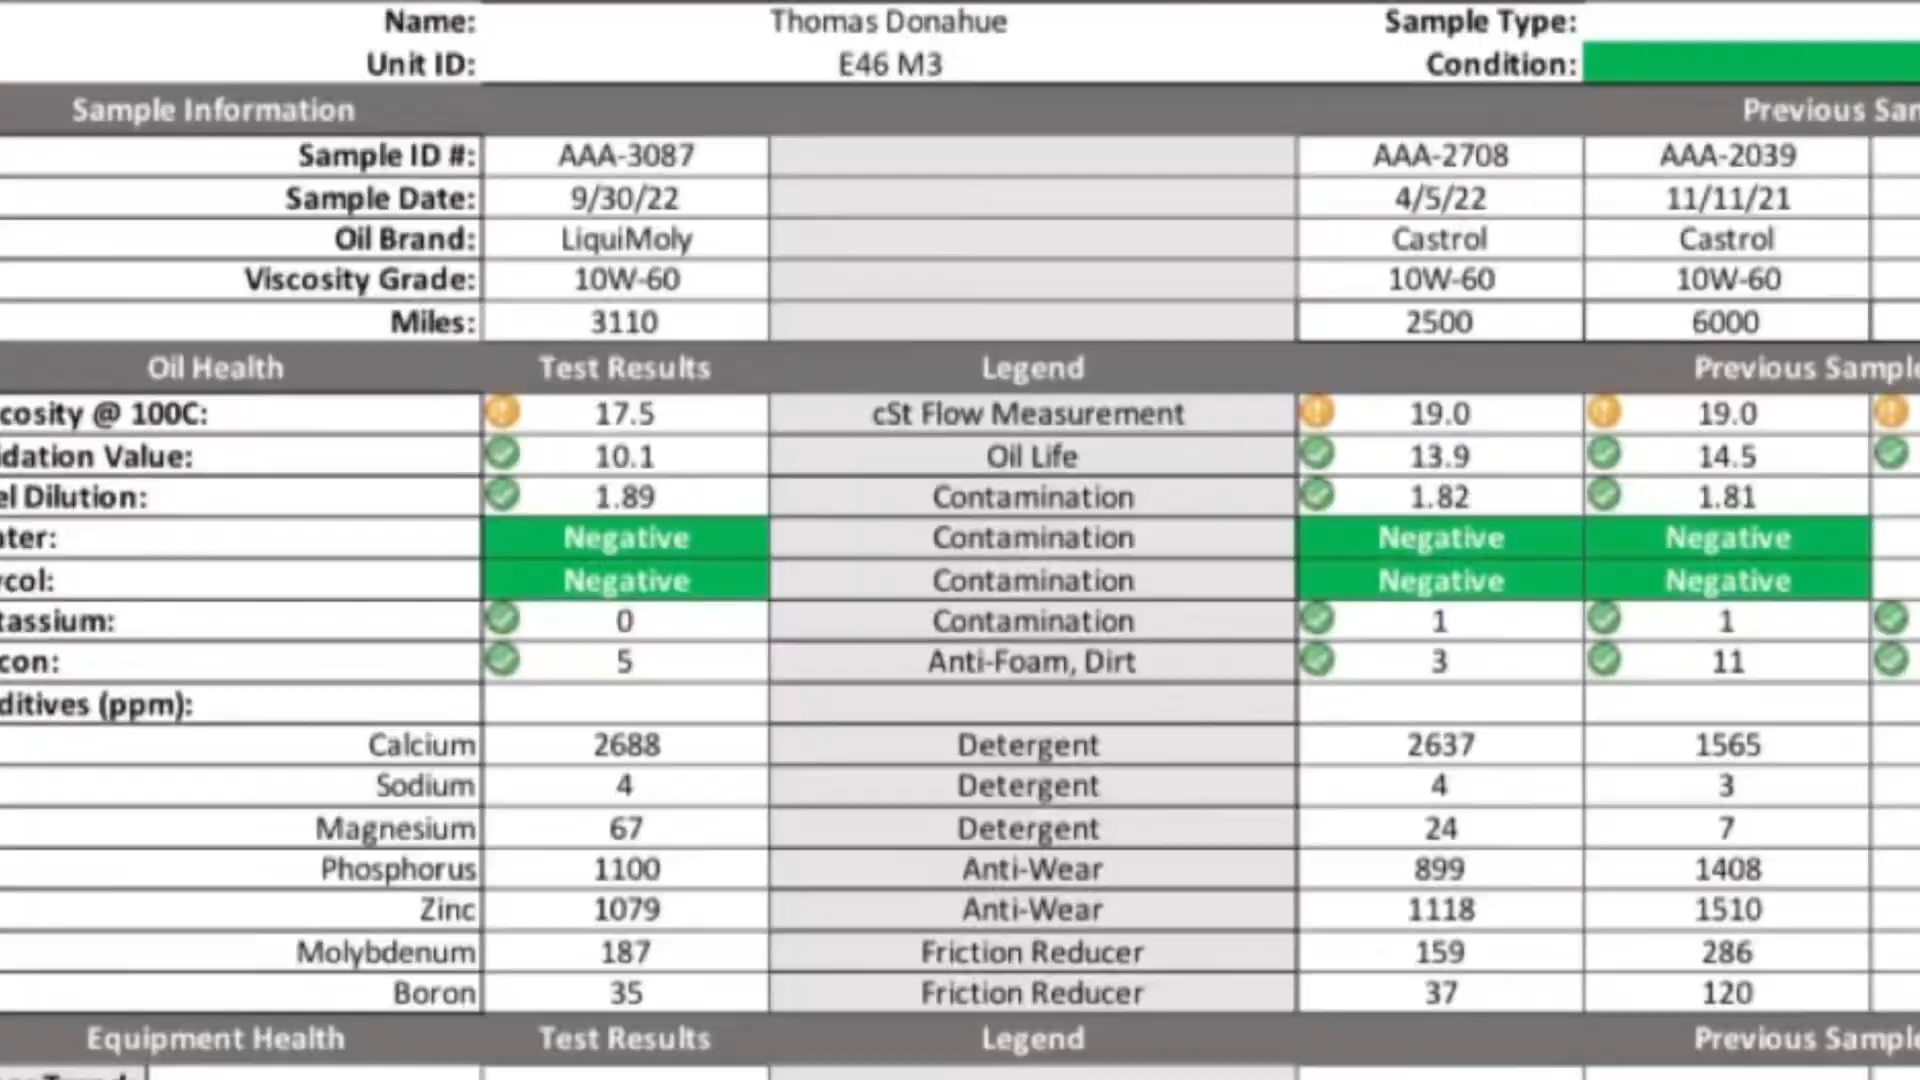 Name: Thomas Donahue Sample Type:
Unit ID: E46 M3 Condition:
Sample Information Previous Sam
Sample ID #: AAA-3087 AAA-2708 AAA-2039
Sample Date: 9/30/22 4/5/22 11/11/21
Oil Brand: LiquiMoly Castrol Castrol
Viscosity Grade: 10W-60 10W-60 10W-60
Miles: 3110 2500 6000
Oil Health Test Results Legend Previous Sample
cosity @ 100C: 17.5 cSt Flow Measurement 19.0 19.0
idation Value: 10.1 Oil Life 13.9 14.5
el Dilution: 1.89 Contamination 1.82 1.81
ater: Negative Contamination Negative Negative
ycol: Negative Contamination Negative Negative
tassium: 0 Contamination 1 1
con: 5 Anti-Foam, Dirt 3 11
ditives (ppm):
Calcium 2688 Detergent 2637 1565
Sodium 4 Detergent 4 3
Magnesium 67 Detergent 24 7
Phosphorus 1100 Anti-Wear 899 1408
Zinc 1079 Anti-Wear 1118 1510
Molybdenum 187 Friction Reducer 159 286
Boron 35 Friction Reducer 37 120
Equipment Health Test Results Legend Previous Sample